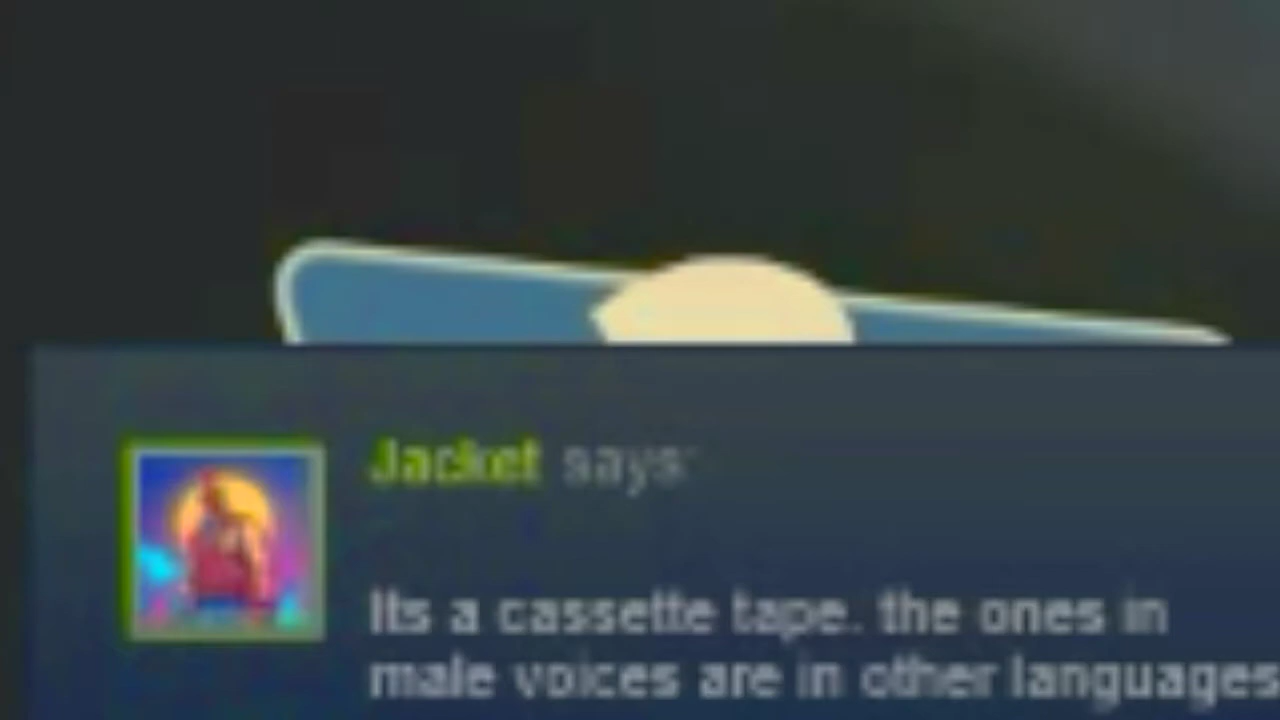 Jacket says:
Its a cassette tape. the ones in
male voices are in other languages